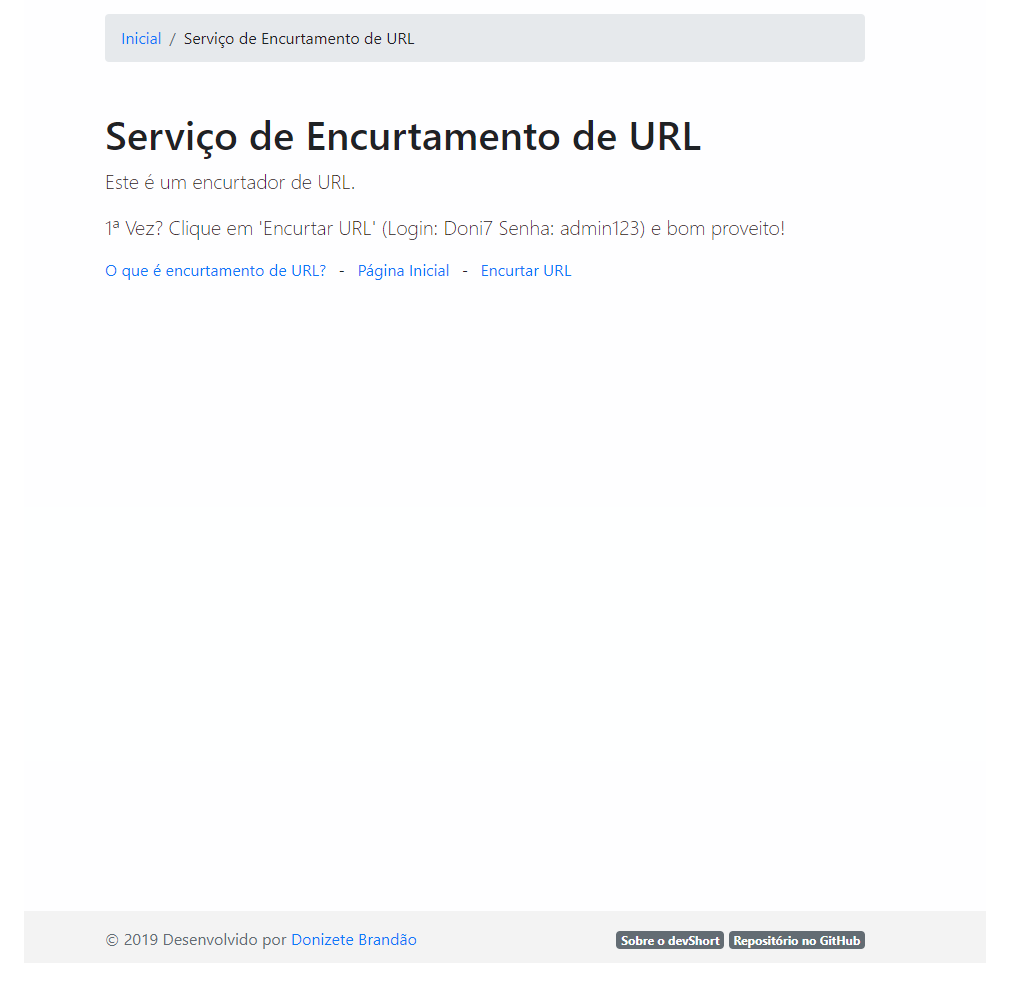 Inicial / Serviço de Encurtamento de URL
Serviço de Encurtamento de URL
Este é um encurtador de URL.
1ª Vez? Clique em 'Encurtar URL' (Login: Doni7 Senha: admin123) e bom proveito!
O que é encurtamento de URL? - Página Inicial - Encurtar URL
© 2019 Desenvolvido por Donizete Brandão Sobre o devShort Repositório no GitHub